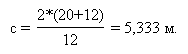 c = 2*(20+12)/12 = 5,333 м.